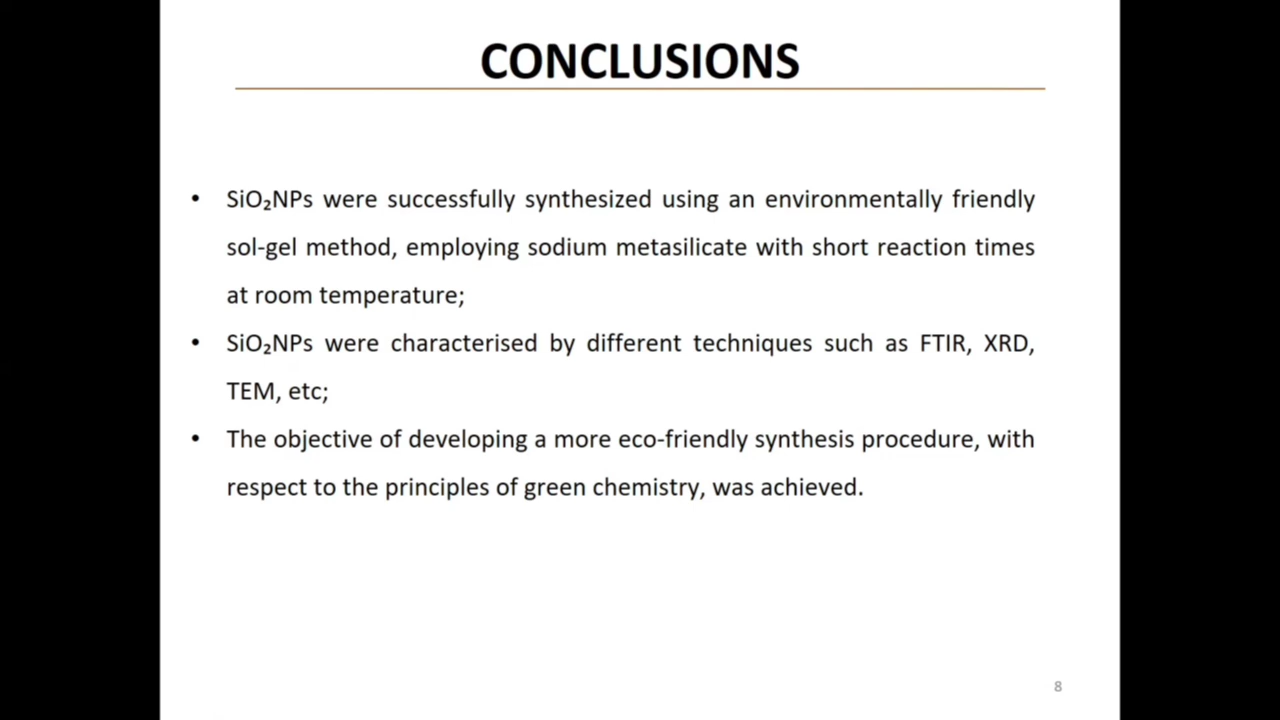 CONCLUSIONS
• SiO₂NPs were successfully synthesized using an environmentally friendly
sol-gel method, employing sodium metasilicate with short reaction times
at room temperature;
• SiO₂NPs were characterised by different techniques such as FTIR, XRD,
TEM, etc;
• The objective of developing a more eco-friendly synthesis procedure, with
respect to the principles of green chemistry, was achieved.
8